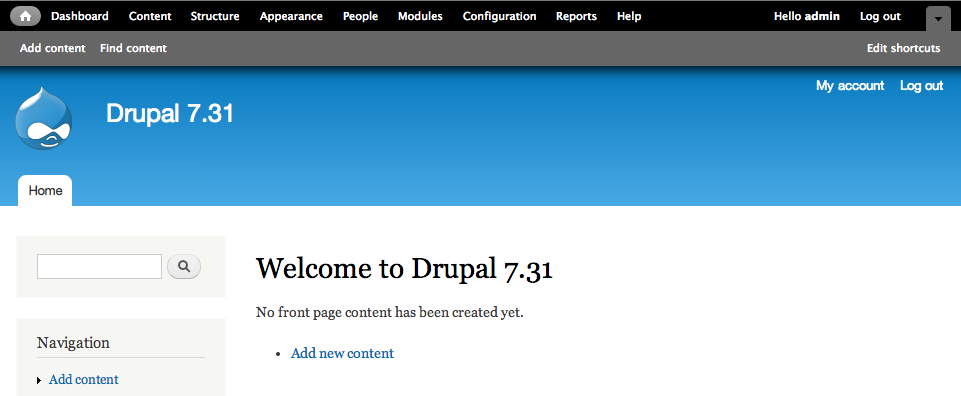 Dashboard Content Structure Appearance People Modules Configuration Reports Help Hello admin Log out
Add content Find content Edit shortcuts
My account Log out
Drupal 7.31
Home
Welcome to Drupal 7.31
No front page content has been created yet.
Add new content
Navigation
Add content